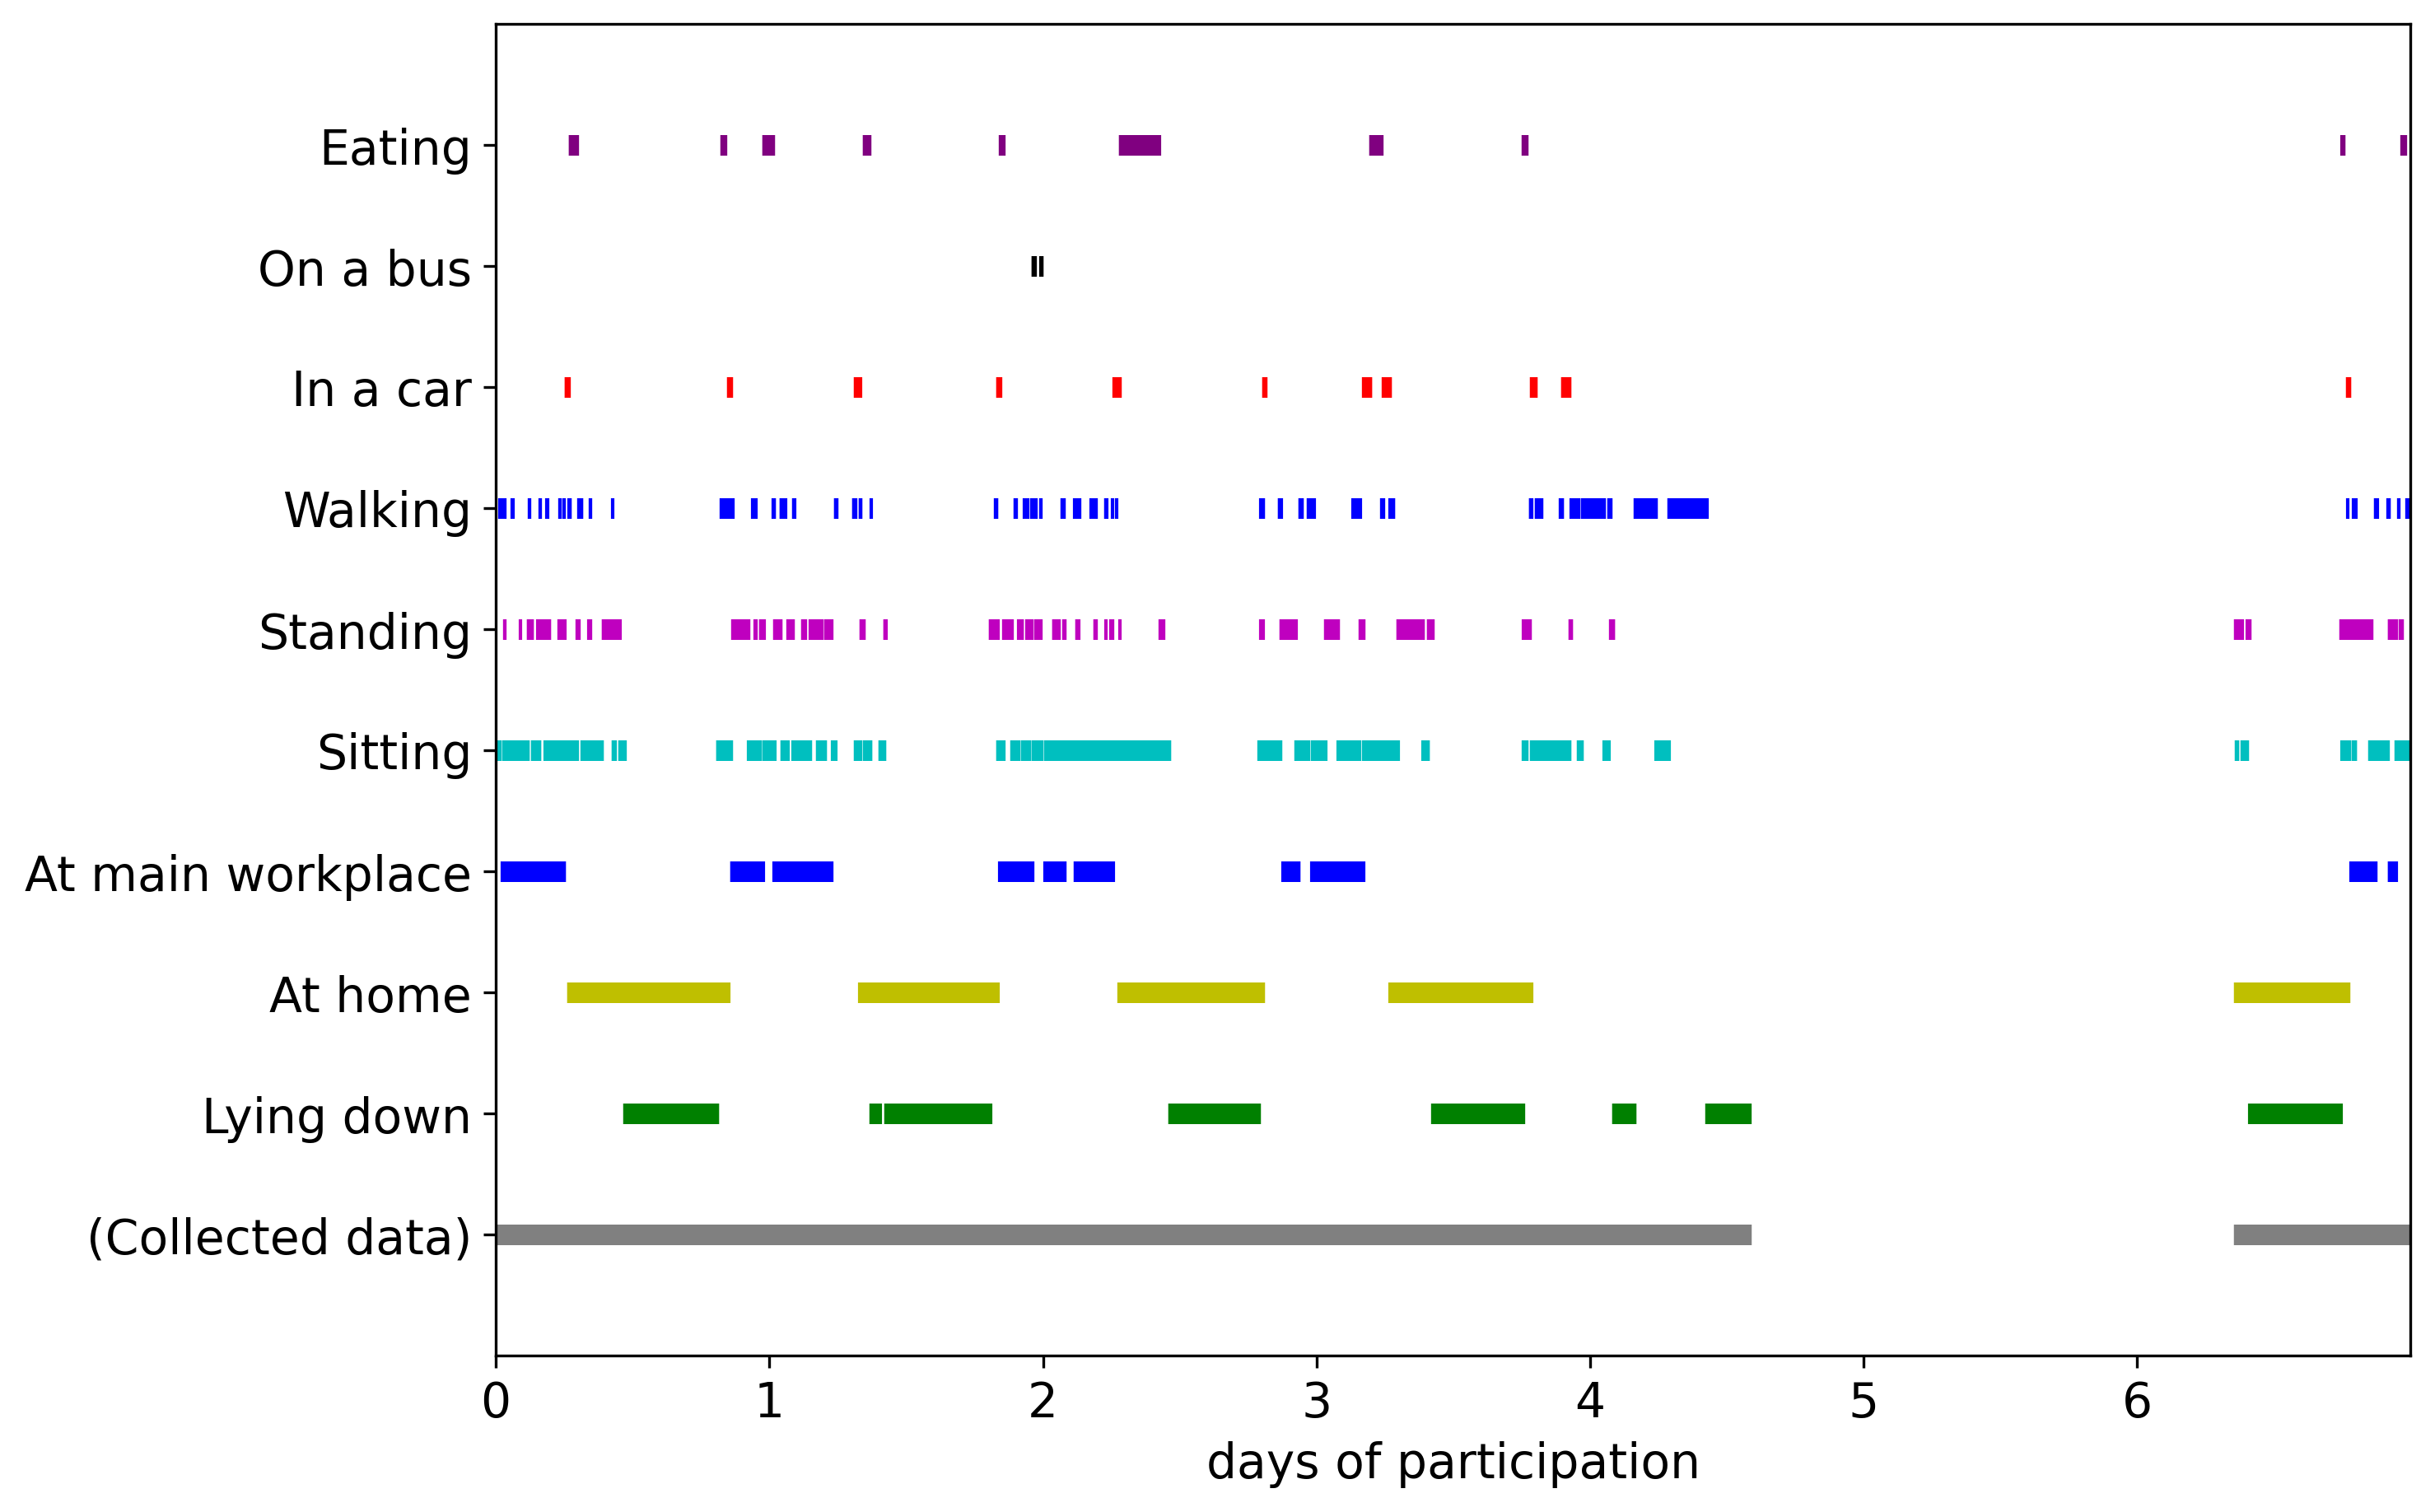 Eating
On a bus
In a car
Walking
Standing
Sitting
At main workplace
At home
Lying down
(Collected data)
0 1 2 3 4 5 6
days of participation